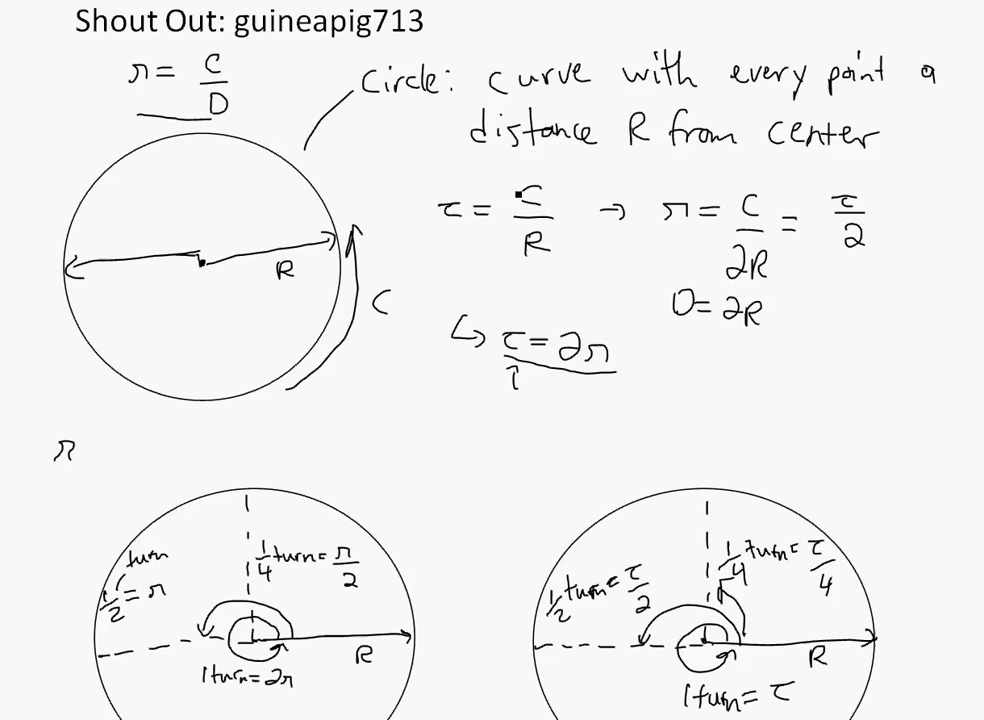 Shout Out: guineapig713
π = C/D
Circle: curve with every point a
distance R from center
τ = C/R → π = C/2R = τ/2
D = 2R
R
C
↳ τ = 2π
π
1/4 turn = π/2
1/2 turn = π
R
1 turn = 2π
1/4 turn = τ/4
1/2 turn = τ/2
R
1 turn = τ